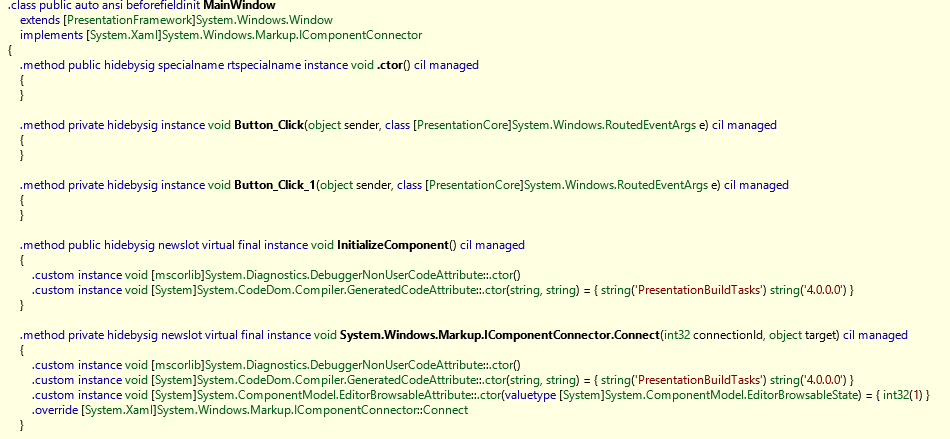 .class public auto ansi beforefieldinit MainWindow
extends [PresentationFramework]System.Windows.Window
implements [System.Xaml]System.Windows.Markup.IComponentConnector
{
.method public hidebysig specialname rtspecialname instance void .ctor() cil managed
{
}
.method private hidebysig instance void Button_Click(object sender, class [PresentationCore]System.Windows.RoutedEventArgs e) cil managed
{
}
.method private hidebysig instance void Button_Click_1(object sender, class [PresentationCore]System.Windows.RoutedEventArgs e) cil managed
{
}
.method public hidebysig newslot virtual final instance void InitializeComponent() cil managed
{
.custom instance void [mscorlib]System.Diagnostics.DebuggerNonUserCodeAttribute::.ctor()
.custom instance void [System]System.CodeDom.Compiler.GeneratedCodeAttribute::.ctor(string, string) = { string('PresentationBuildTasks') string('4.0.0.0') }
}
.method private hidebysig newslot virtual final instance void System.Windows.Markup.IComponentConnector.Connect(int32 connectionId, object target) cil managed
{
.custom instance void [mscorlib]System.Diagnostics.DebuggerNonUserCodeAttribute::.ctor()
.custom instance void [System]System.CodeDom.Compiler.GeneratedCodeAttribute::.ctor(string, string) = { string('PresentationBuildTasks') string('4.0.0.0') }
.custom instance void [System]System.ComponentModel.EditorBrowsableAttribute::.ctor(valuetype [System]System.ComponentModel.EditorBrowsableState) = { int32(1) }
.override [System.Xaml]System.Windows.Markup.IComponentConnector::Connect
}